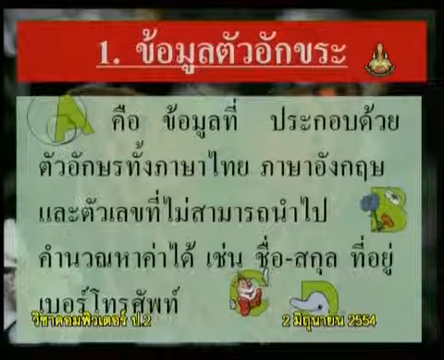 1. ข้อมูลตัวอักขระ
A คือ ข้อมูลที่ ประกอบด้วย
ตัวอักษรทั้งภาษาไทย ภาษาอังกฤษ
และตัวเลขที่ไม่สามารถนำไป
คำนวณหาค่าได้ เช่น ชื่อ-สกุล ที่อยู่
เบอร์โทรศัพท์
วิชาคอมพิวเตอร์ ป.2
2 มิถุนายน 2554